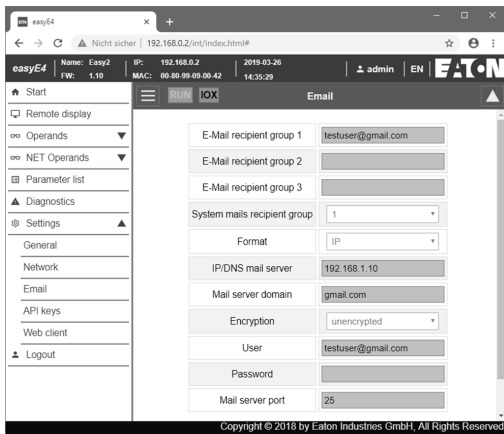 easyE4
Nicht sicher | 192.168.0.2/int/index.html#
easyE4
Name: Easy2
FW: 1.10
IP: 192.168.0.2
MAC: 00-80-99-09-00-42
2019-03-26
14:35:29
admin
EN
EATON
Start
RUN
IOX
Email
Remote display
Operands
NET Operands
Parameter list
Diagnostics
Settings
General
Network
Email
API keys
Web client
Logout
E-Mail recipient group 1 testuser@gmail.com
E-Mail recipient group 2
E-Mail recipient group 3
System mails recipient group 1
Format IP
IP/DNS mail server 192.168.1.10
Mail server domain gmail.com
Encryption unencrypted
User testuser@gmail.com
Password
Mail server port 25
Copyright © 2018 by Eaton Industries GmbH, All Rights Reserved